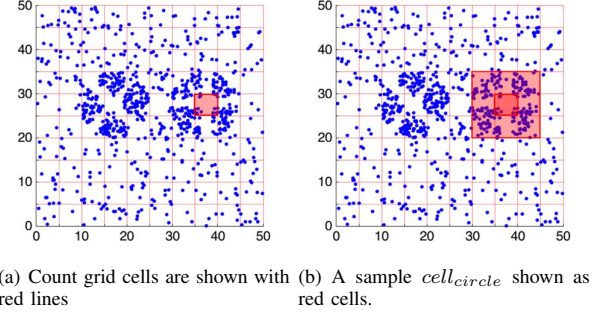 50
40
30
20
10
0
0 10 20 30 40 50
50
40
30
20
10
0
0 10 20 30 40 50
(a) Count grid cells are shown with
red lines
(b) A sample cell_circle shown as
red cells.